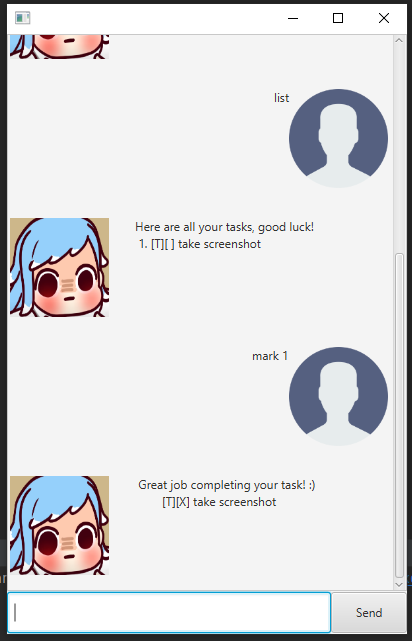 list
Here are all your tasks, good luck!
1. [T][ ] take screenshot
mark 1
Great job completing your task! :)
[T][X] take screenshot
Send